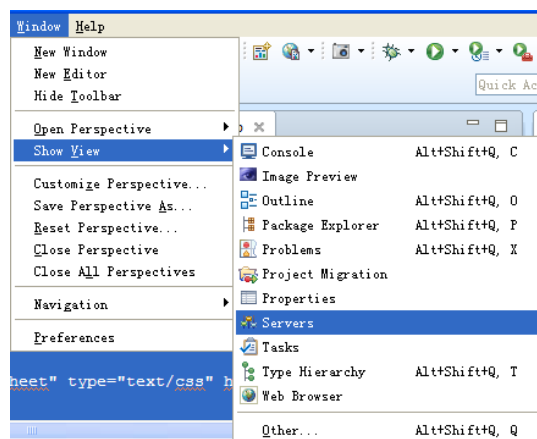 Window Help
New Window
New Editor
Hide Toolbar
Quick Ac
Open Perspective
Show View
Console Alt+Shift+Q, C
Image Preview
Customize Perspective...
Outline Alt+Shift+Q, O
Save Perspective As...
Package Explorer Alt+Shift+Q, P
Reset Perspective...
Problems Alt+Shift+Q, X
Close Perspective
Close All Perspectives
Project Migration
Properties
Navigation
Servers
Preferences
Tasks
Type Hierarchy Alt+Shift+Q, T
heet" type="text/css" h
Web Browser
Other... Alt+Shift+Q, Q